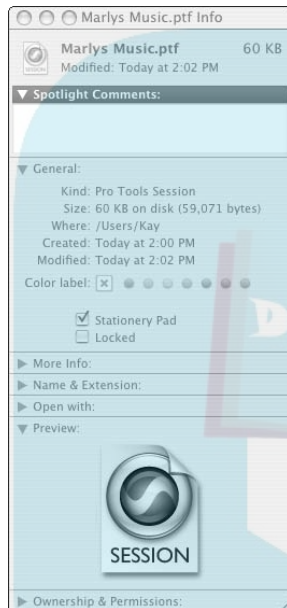 Marlys Music.ptf Info
Marlys Music.ptf 60 KB
Modified: Today at 2:02 PM
Spotlight Comments:
General:
Kind: Pro Tools Session
Size: 60 KB on disk (59,071 bytes)
Where: /Users/Kay
Created: Today at 2:00 PM
Modified: Today at 2:02 PM
Color label:
Stationery Pad
Locked
More Info:
Name & Extension:
Open with:
Preview:
SESSION
Ownership & Permissions: